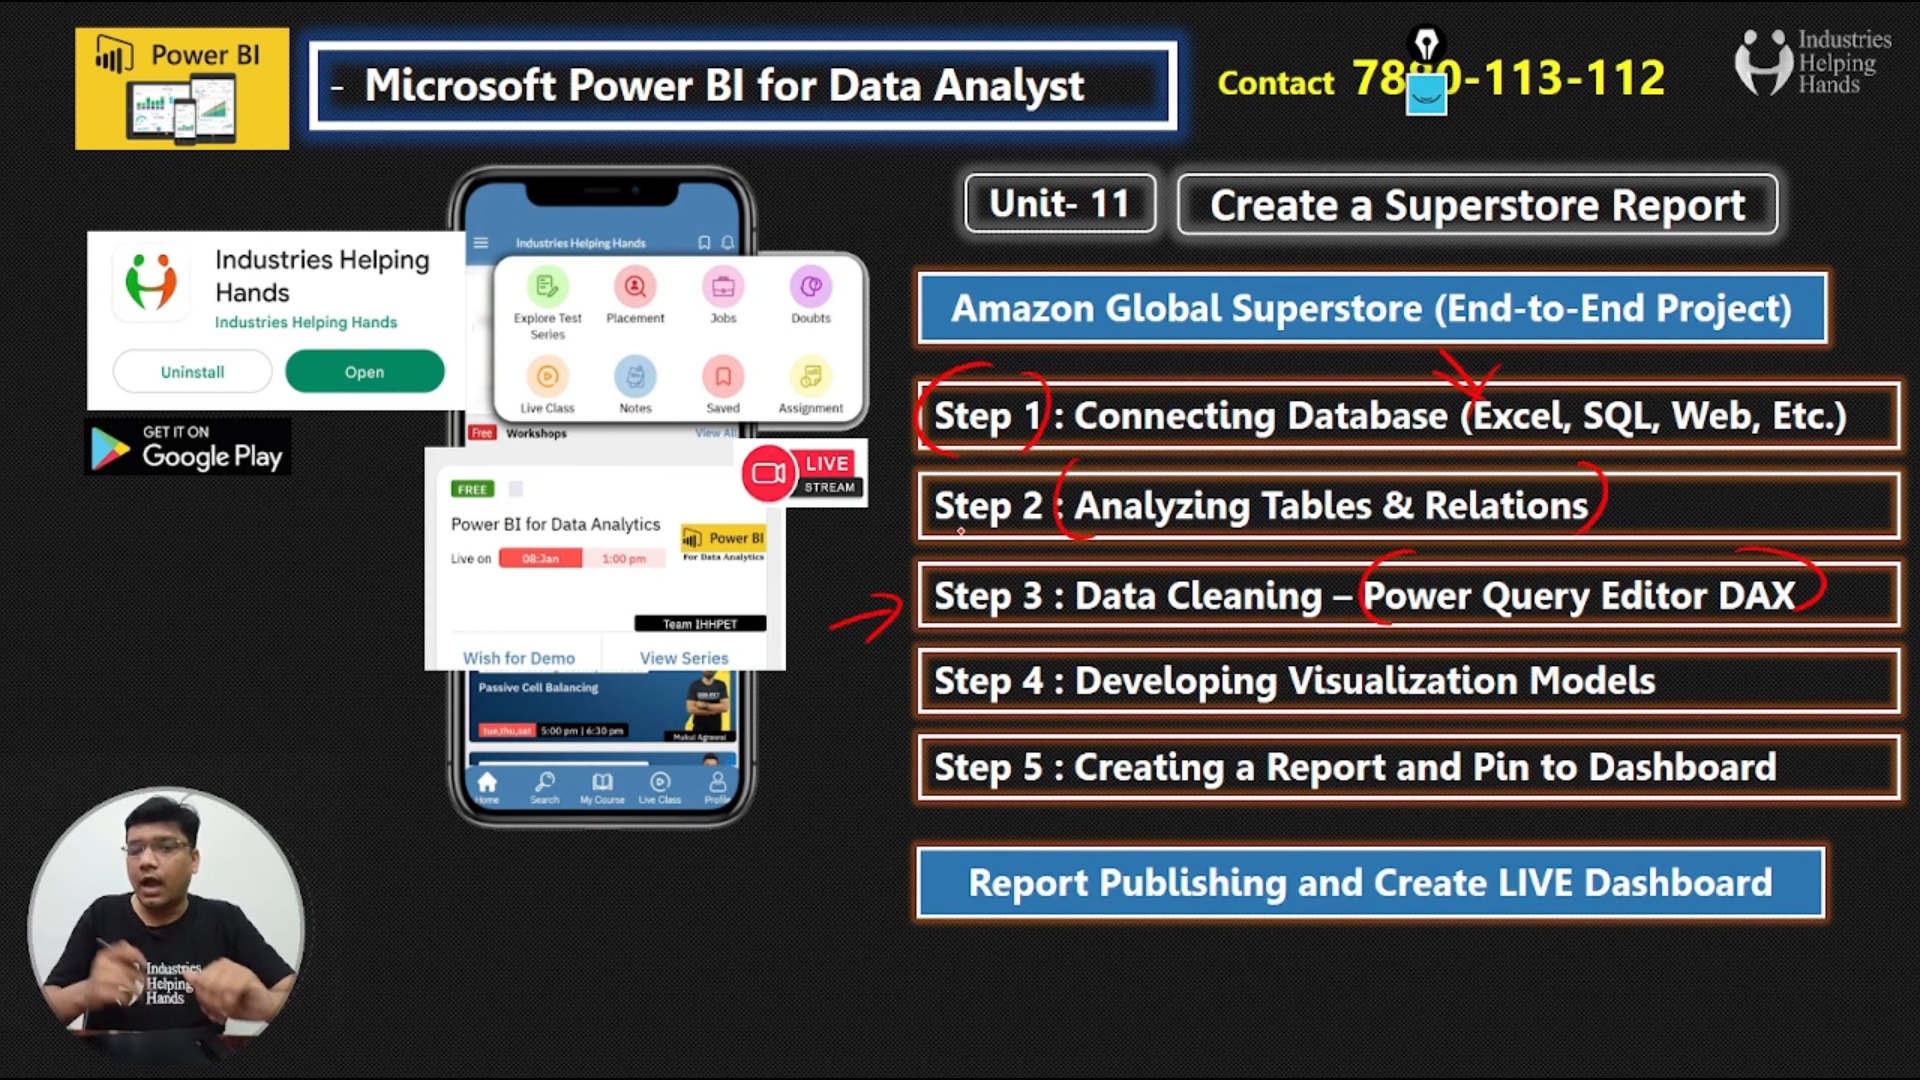 Power BI
- Microsoft Power BI for Data Analyst
Contact 7880-113-112
Industries
Helping
Hands
Unit- 11
Create a Superstore Report
Industries Helping
Hands
Industries Helping Hands
Uninstall
Open
GET IT ON
Google Play
Industries Helping Hands
Explore Test
Series
Placement
Jobs
Doubts
Live Class
Notes
Saved
Assignment
Free Workshops View All
LIVE
STREAM
FREE
Power BI for Data Analytics
Live on 08:Jan 1:00 pm
Power BI
For Data Analytics
Team IHHPET
Wish for Demo
View Series
Passive Cell Balancing
tue,thu,sat 5:00 pm | 6:30 pm
Mukul Agrawal
Home
Search
My Course
Live Class
Profile
Amazon Global Superstore (End-to-End Project)
Step 1 : Connecting Database (Excel, SQL, Web, Etc.)
Step 2 : Analyzing Tables & Relations
Step 3 : Data Cleaning – Power Query Editor DAX
Step 4 : Developing Visualization Models
Step 5 : Creating a Report and Pin to Dashboard
Report Publishing and Create LIVE Dashboard
Industries
Helping
Hands